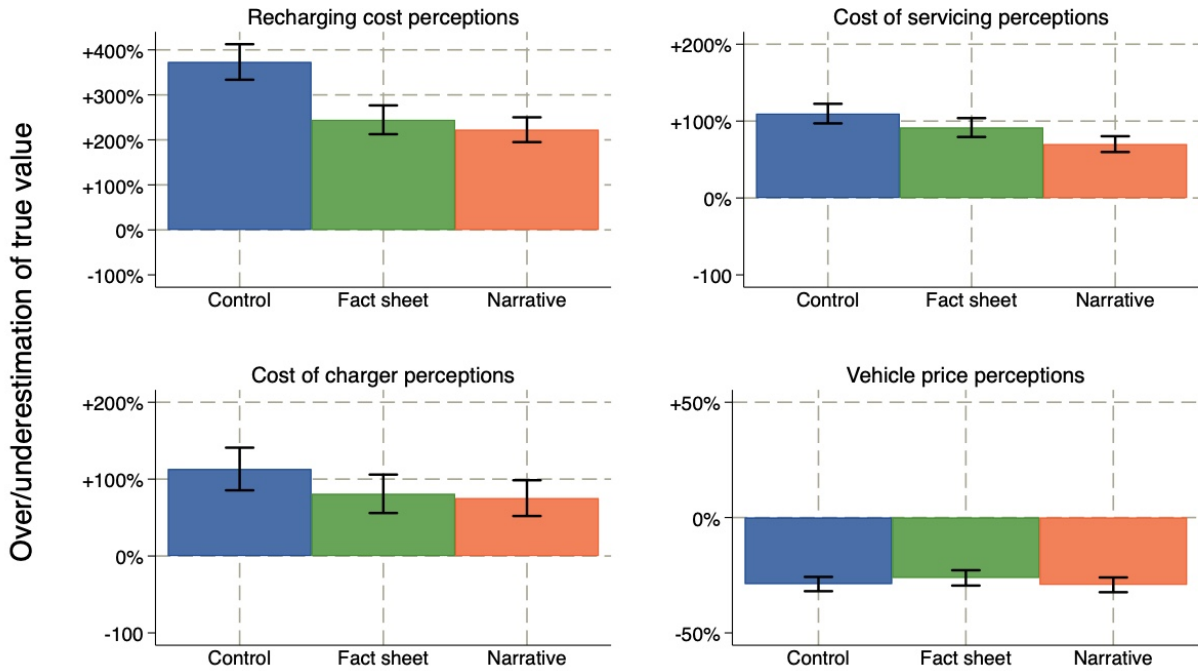 Over/underestimation of true value
Recharging cost perceptions
+400%
+300%
+200%
+100%
0%
-100%
Control Fact sheet Narrative
Cost of servicing perceptions
+200%
+100%
0%
-100
Control Fact sheet Narrative
Cost of charger perceptions
+200%
+100%
0%
-100
Control Fact sheet Narrative
Vehicle price perceptions
+50%
0%
-50%
Control Fact sheet Narrative